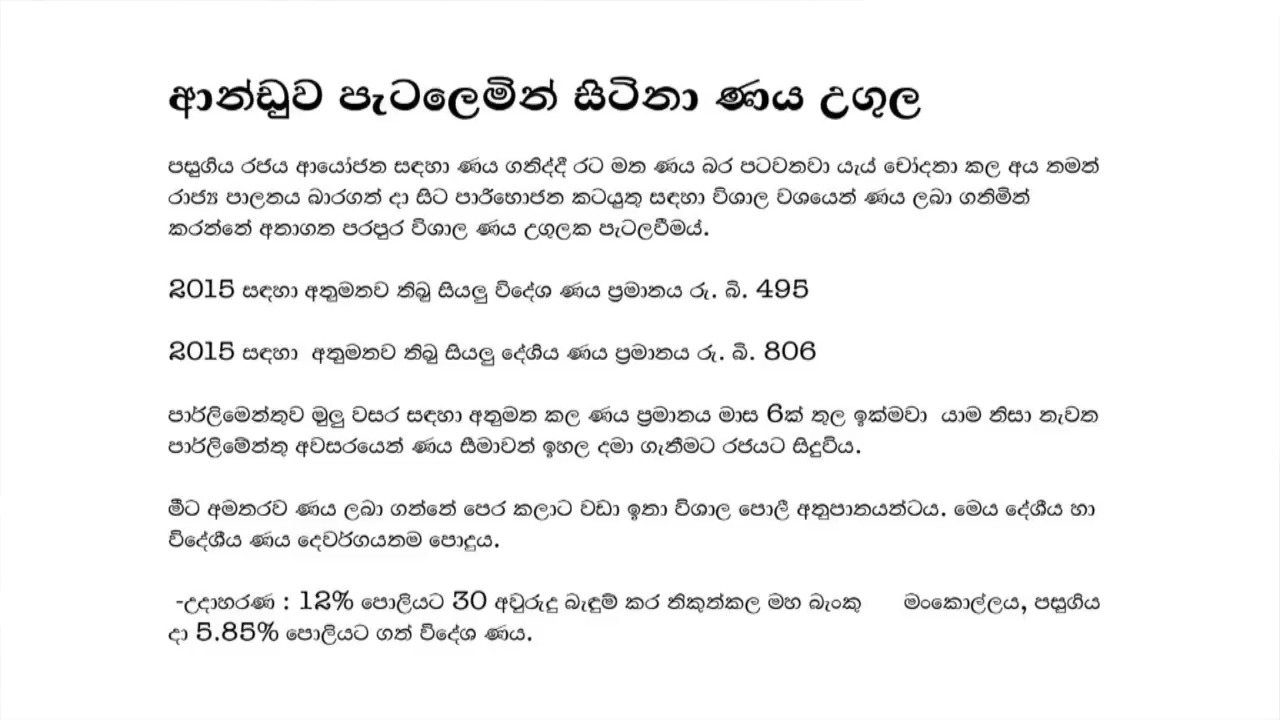 ආන්ඩුව පැටලෙමින් සිටිනා ණය උගුල
පසුගිය රජය ආයෝජන සඳහා ණය ගනිද්දී රට මත ණය බර පටවනවා යැය් චෝදනා කල අය තමන්
රාජ්‍ය පාලනය බාරගත් දා සිට පාරිභොජන කටයුතු සඳහා විශාල වශයෙන් ණය ලබා ගනිමින්
කරන්නේ අනාගත පරපුර විශාල ණය උගුලක පැටලවීමය්.
2015 සඳහා අනුමතව තිබු සියලු විදේශ ණය ප්‍රමානය රු. බි. 495
2015 සඳහා අනුමතව තිබු සියලු දේශිය ණය ප්‍රමානය රු. බි. 806
පාර්ලිමෙන්තුව මුලු වසර සඳහා අනුමත කල ණය ප්‍රමානය මාස 6ක් තුල ඉක්මවා යාම නිසා නැවත
පාර්ලිමේන්තු අවසරයෙන් ණය සීමාවන් ඉහල දමා ගැනීමට රජයට සිදුවිය.
මීට අමතරව ණය ලබා ගන්නේ පෙර කලාට වඩා ඉතා විශාල පොලී අනුපාතයන්ටය. මෙය දේශීය හා
විදේශීය ණය දෙවර්ගයතම පොදුය.
-උදාහරණ : 12% පොලියට 30 අවුරුදු බැඳුම් කර නිකුත්කල මහ බැංකු මංකොල්ලය, පසුගිය
දා 5.85% පොලියට ගත් විදේශ ණය.